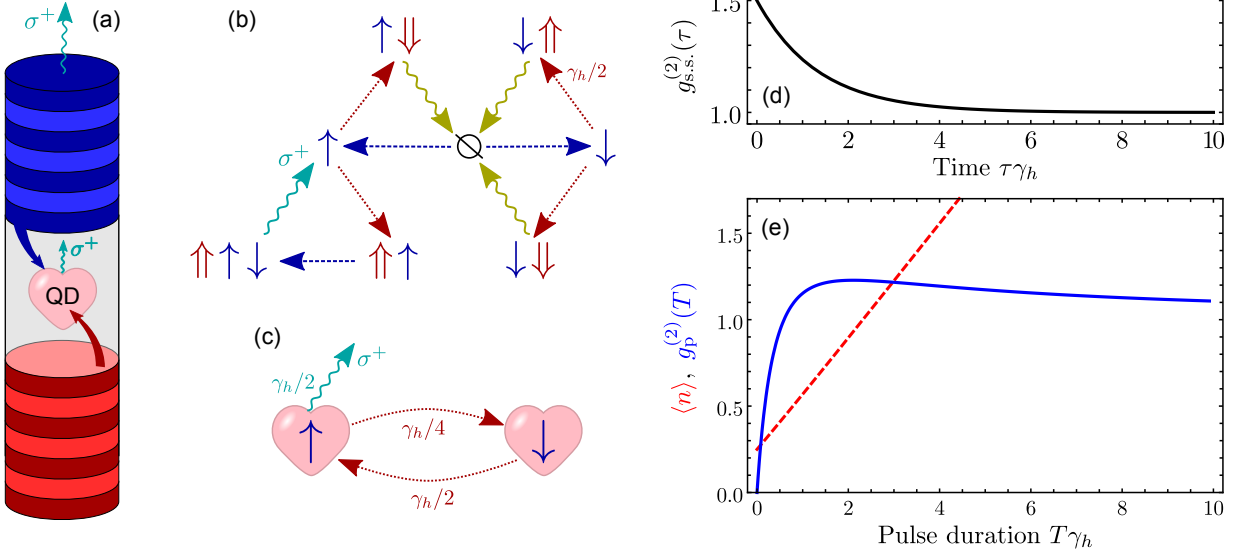 (a)
σ⁺
σ⁺
QD
(b)
↑⇓
↓⇑
γₕ/2
σ⁺
↑
∅
↓
⇑↑↓
⇑↑
↓⇓
(c)
γₕ/2
σ⁺
↑
γₕ/4
↓
γₕ/2
g_{s.s.}^{(2)}(τ)
1.5
1.0
(d)
0 2 4 6 8 10
Time τγₕ
⟨n⟩, g_p^{(2)}(T)
(e)
1.5
1.0
0.5
0.0
0 2 4 6 8 10
Pulse duration Tγₕ